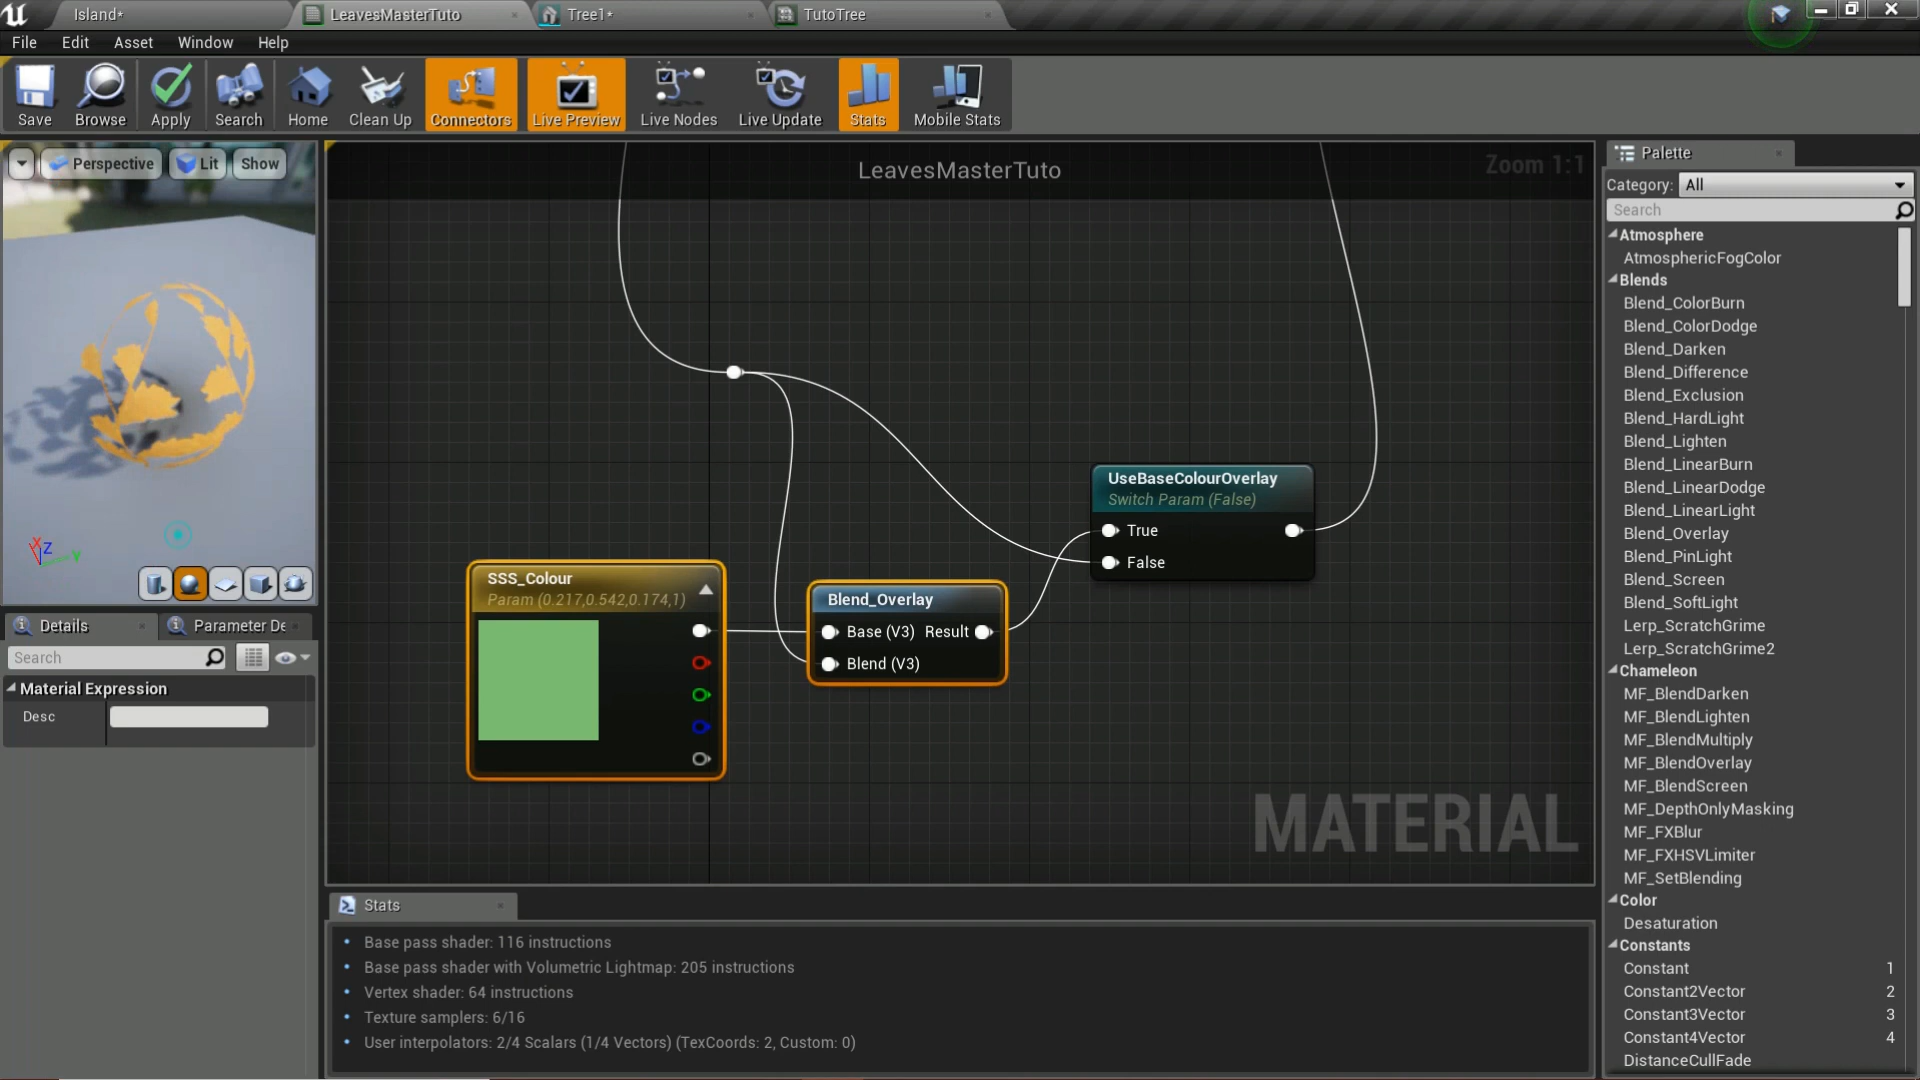 Island*
LeavesMasterTuto
Tree1*
TutoTree
File Edit Asset Window Help
Save Browse Apply Search Home Clean Up Connectors Live Preview Live Nodes Live Update Stats Mobile Stats
Perspective Lit Show
LeavesMasterTuto
Zoom 1:1
X Z Y
UseBaseColourOverlay
Switch Param (False)
True
False
SSS_Colour
Param (0.217,0.542,0.174,1)
Blend_Overlay
Base (V3) Result
Blend (V3)
MATERIAL
Details
Parameter De
Search
Material Expression
Desc
Stats
Base pass shader: 116 instructions
Base pass shader with Volumetric Lightmap: 205 instructions
Vertex shader: 64 instructions
Texture samplers: 6/16
User interpolators: 2/4 Scalars (1/4 Vectors) (TexCoords: 2, Custom: 0)
Palette
Category: All
Search
Atmosphere
AtmosphericFogColor
Blends
Blend_ColorBurn
Blend_ColorDodge
Blend_Darken
Blend_Difference
Blend_Exclusion
Blend_HardLight
Blend_Lighten
Blend_LinearBurn
Blend_LinearDodge
Blend_LinearLight
Blend_Overlay
Blend_PinLight
Blend_Screen
Blend_SoftLight
Lerp_ScratchGrime
Lerp_ScratchGrime2
Chameleon
MF_BlendDarken
MF_BlendLighten
MF_BlendMultiply
MF_BlendOverlay
MF_BlendScreen
MF_DepthOnlyMasking
MF_FXBlur
MF_FXHSVLimiter
MF_SetBlending
Color
Desaturation
Constants
Constant 1
Constant2Vector 2
Constant3Vector 3
Constant4Vector 4
DistanceCullFade